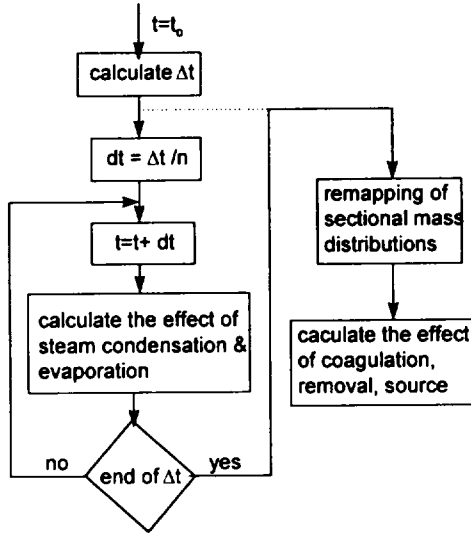 t=t₀
calculate Δt
dt = Δt /n
t=t+ dt
calculate the effect of
steam condensation &
evaporation
no
end of Δt
yes
remapping of
sectional mass
distributions
caculate the effect
of coagulation,
removal, source